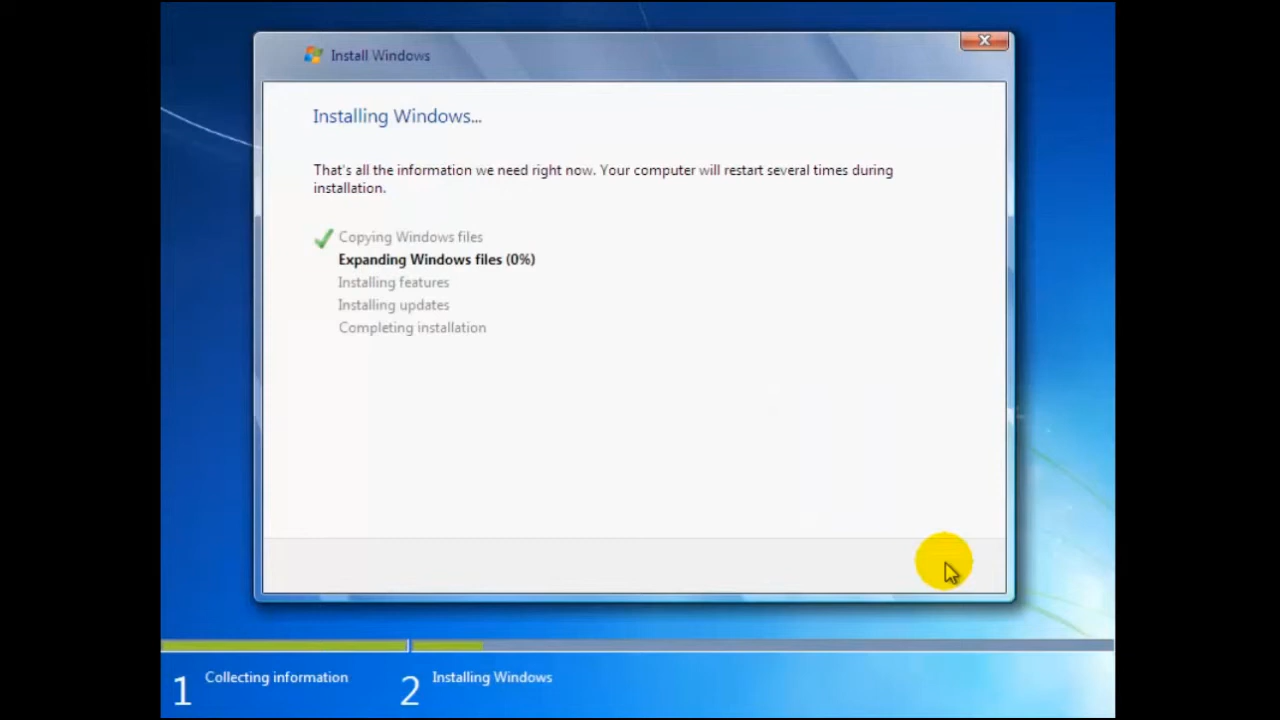 Install Windows
Installing Windows...
That's all the information we need right now. Your computer will restart several times during
installation.
Copying Windows files
Expanding Windows files (0%)
Installing features
Installing updates
Completing installation
1 Collecting information
2 Installing Windows